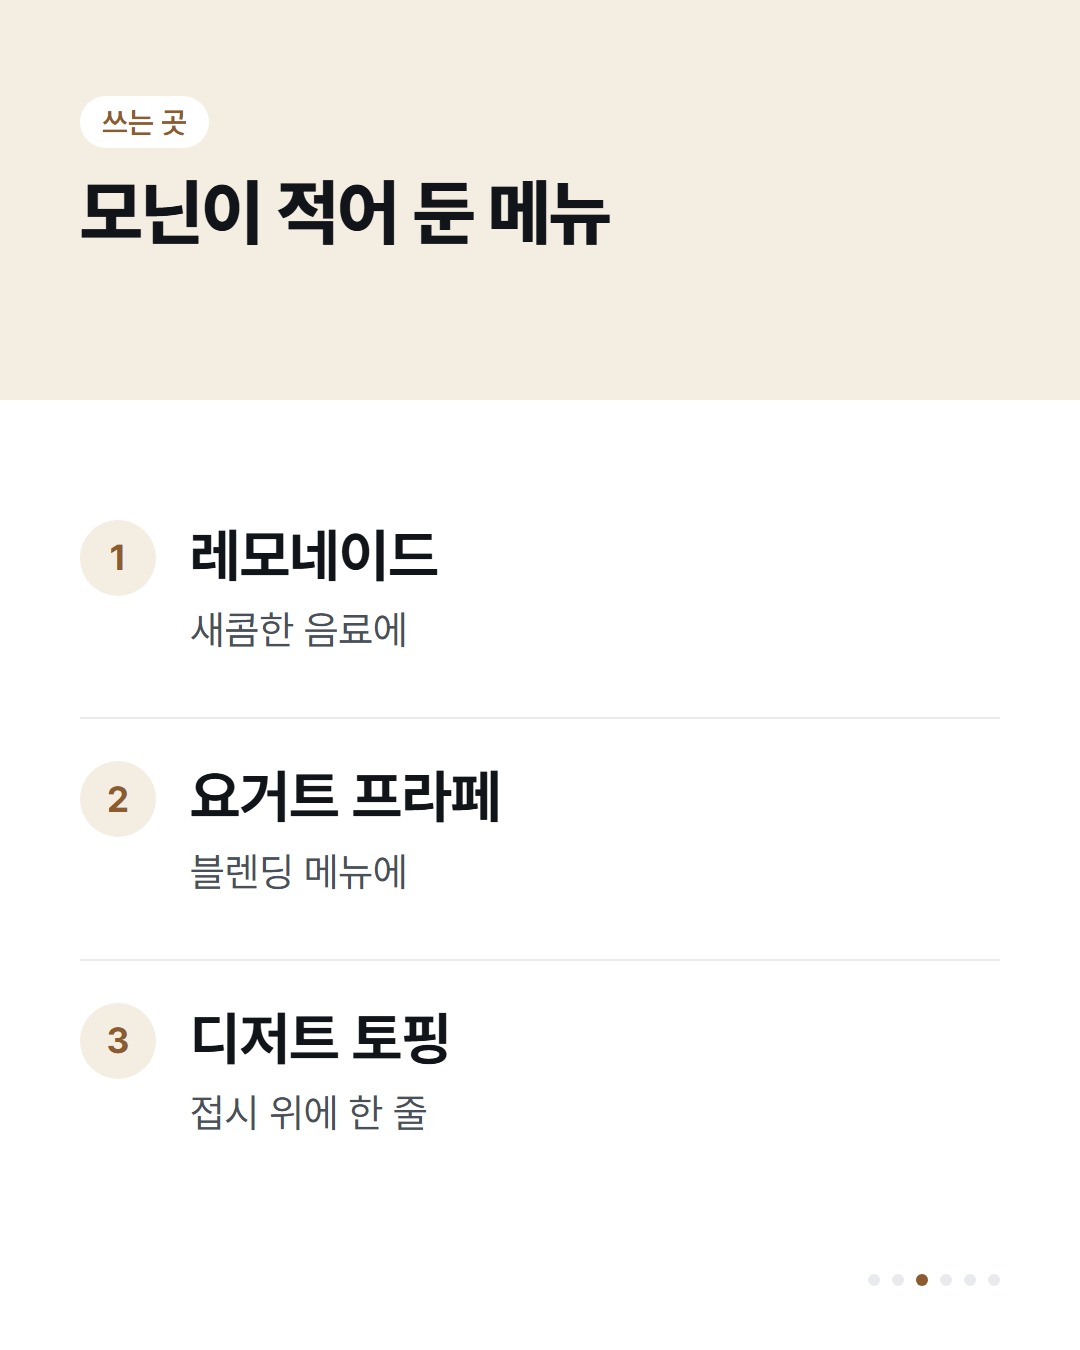 쓰는 곳
모닌이 적어 둔 메뉴
1
레모네이드
새콤한 음료에
2
요거트 프라페
블렌딩 메뉴에
3
디저트 토핑
접시 위에 한 줄